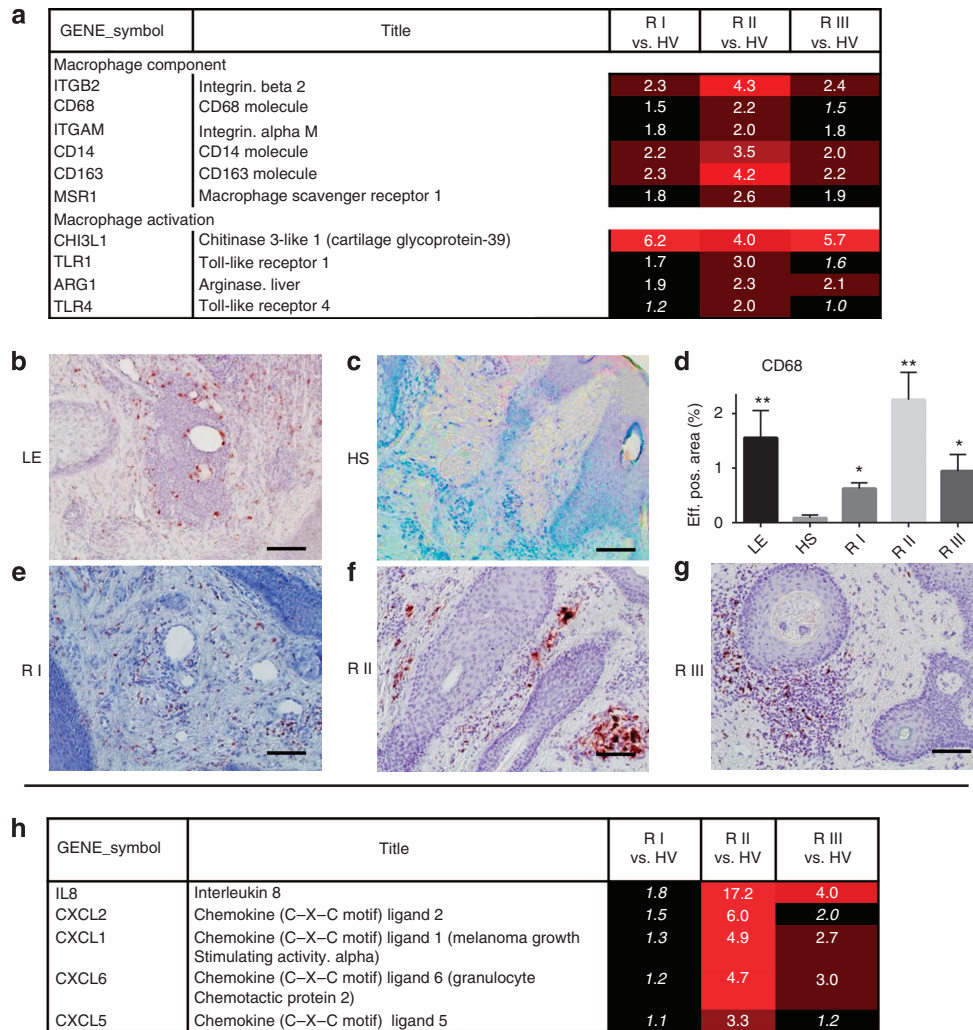 a
GENE_symbol Title R I vs. HV R II vs. HV R III vs. HV
Macrophage component
ITGB2 Integrin. beta 2 2.3 4.3 2.4
CD68 CD68 molecule 1.5 2.2 1.5
ITGAM Integrin. alpha M 1.8 2.0 1.8
CD14 CD14 molecule 2.2 3.5 2.0
CD163 CD163 molecule 2.3 4.2 2.2
MSR1 Macrophage scavenger receptor 1 1.8 2.6 1.9
Macrophage activation
CHI3L1 Chitinase 3-like 1 (cartilage glycoprotein-39) 6.2 4.0 5.7
TLR1 Toll-like receptor 1 1.7 3.0 1.6
ARG1 Arginase. liver 1.9 2.3 2.1
TLR4 Toll-like receptor 4 1.2 2.0 1.0
b
LE
c
HS
d
CD68
Eff. pos. area (%)
2
1
0
** * ** *
LE HS R I R II R III
e
R I
f
R II
g
R III
h
GENE_symbol Title R I vs. HV R II vs. HV R III vs. HV
IL8 Interleukin 8 1.8 17.2 4.0
CXCL2 Chemokine (C–X–C motif) ligand 2 1.5 6.0 2.0
CXCL1 Chemokine (C–X–C motif) ligand 1 (melanoma growth 1.3 4.9 2.7
Stimulating activity. alpha)
CXCL6 Chemokine (C–X–C motif) ligand 6 (granulocyte 1.2 4.7 3.0
Chemotactic protein 2)
CXCL5 Chemokine (C–X–C motif) ligand 5 1.1 3.3 1.2